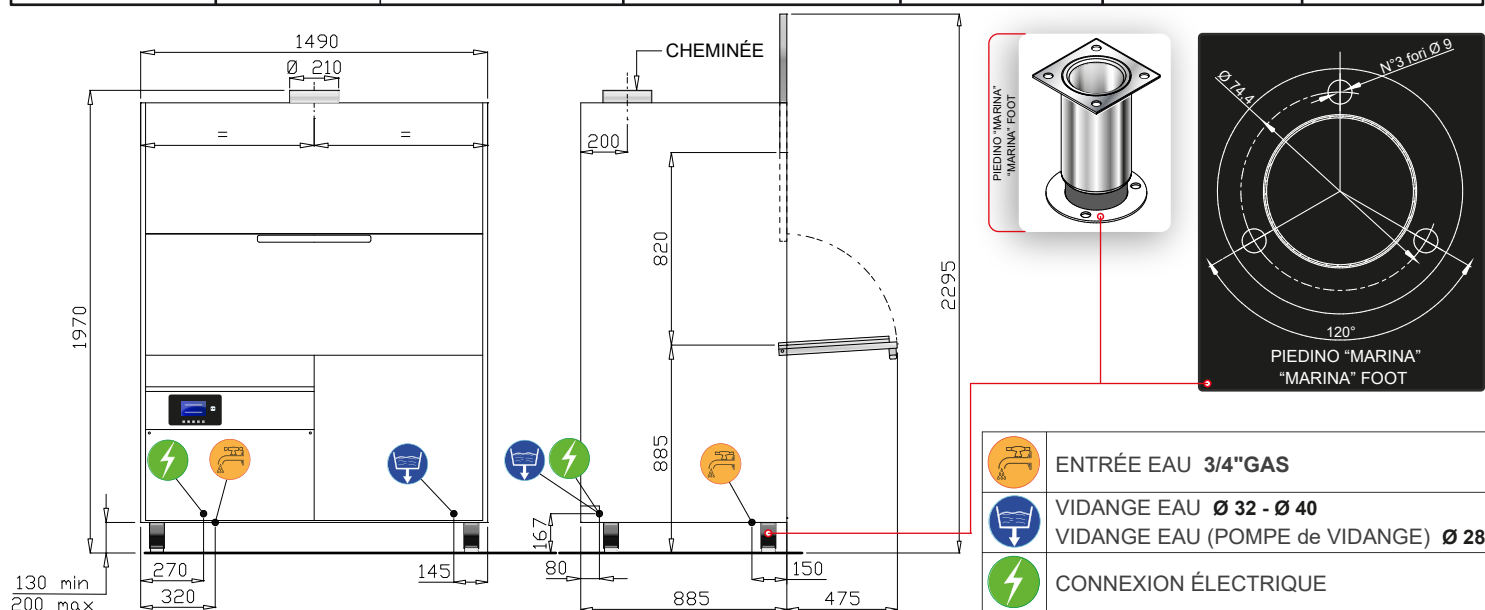 1490
Ø 210
CHEMINÉE
=
=
200
1970
820
2295
885
167
130 min
200 max
270
320
145
80
150
885
475
PIEDINO "MARINA"
"MARINA" FOOT
Ø 74,4
N°3 fori Ø 9
120°
PIEDINO “MARINA”
“MARINA” FOOT
ENTRÉE EAU 3/4"GAS
VIDANGE EAU Ø 32 - Ø 40
VIDANGE EAU (POMPE de VIDANGE) Ø 28
CONNEXION ÉLECTRIQUE